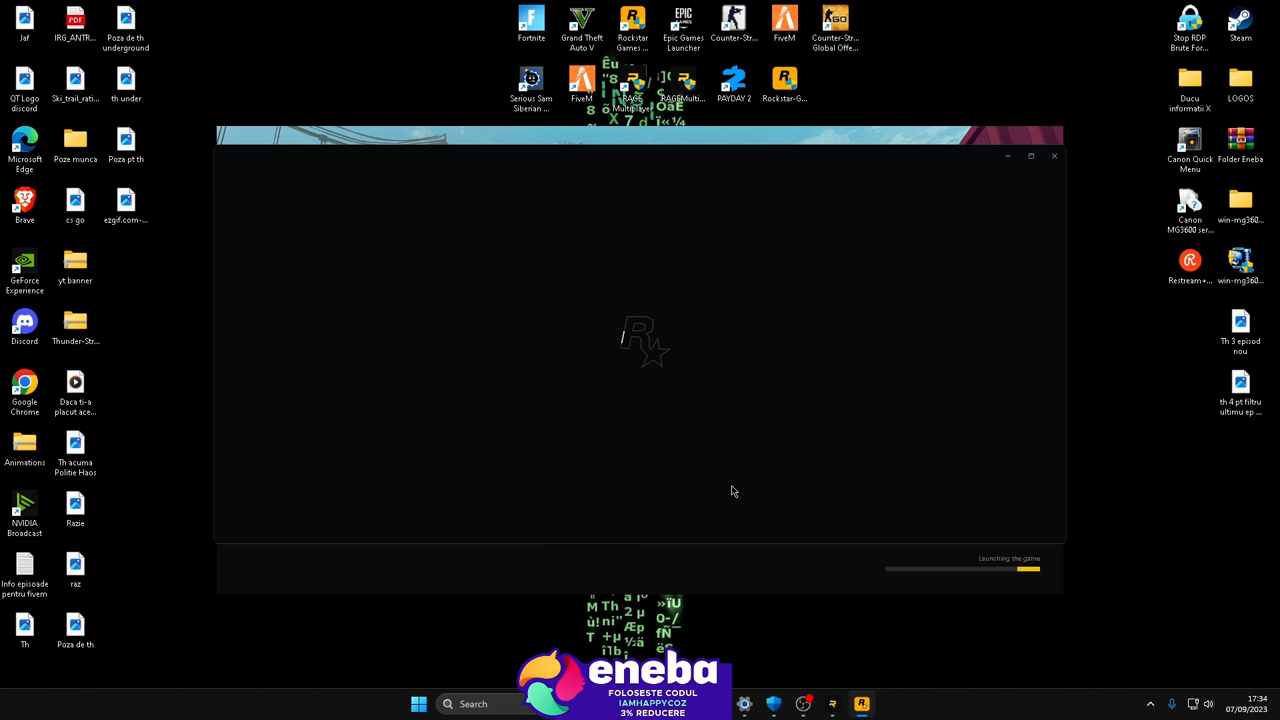 Jaf
IRG_ANTR...
Poza de th
underground
Fortnite
Grand Theft
Auto V
Rockstar
Games ...
Epic Games
Launcher
Counter-Str...
FiveM
Counter-Str...
Global Offe...
Stop RDP
Brute For...
Steam
QT Logo
discord
Ski_trail_rati...
th under
Serious Sam
Siberian ...
FiveM
RAGE
Multiplayer
RAGEMulti...
PAYDAY 2
Rockstar-G...
Ducu
informatii X
LOGOS
Microsoft
Edge
Poze munca
Poza pt th
Canon Quick
Menu
Folder Eneba
Brave
cs go
ezgif.com-...
Canon
MG3600 ser...
win-mg360...
GeForce
Experience
yt banner
Restream+...
win-mg360...
Discord
Thunder-Str...
Th 3 episod
nou
Google
Chrome
Daca ti-a
placut ace...
th 4 pt filtru
ultimu ep ...
Animations
Th acuma
Politie Haos
NVIDIA
Broadcast
Razie
Info episoade
pentru fivem
raz
Th
Poza de th
Launching the game
eneba
FOLOSESTE CODUL
IAMHAPPYCOZ
3% REDUCERE
Search
17:34
07/09/2023